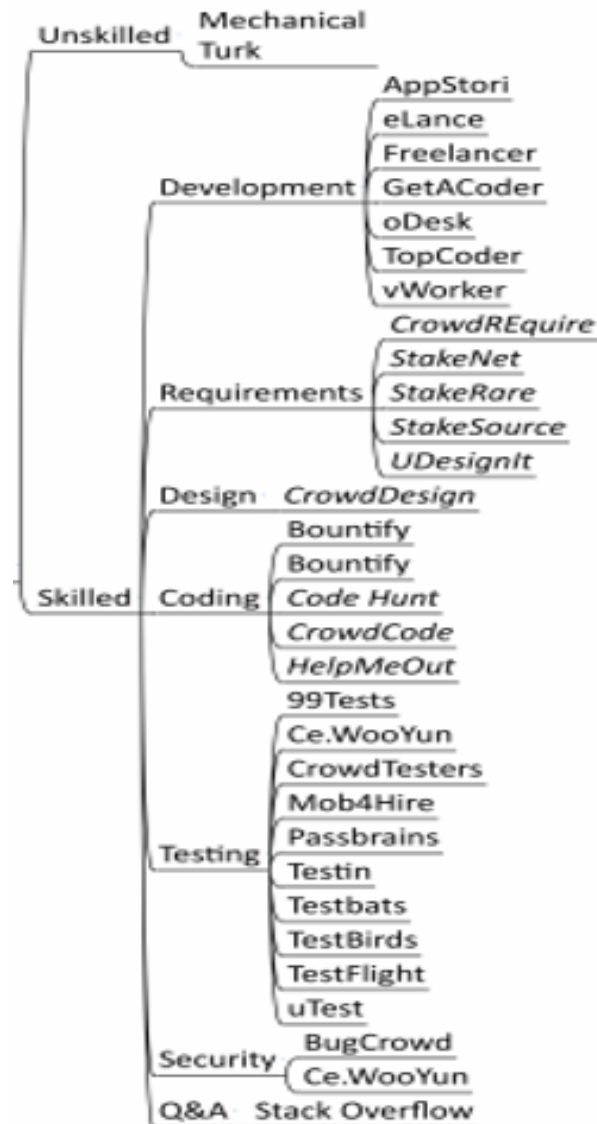 Unskilled
Mechanical
Turk
Development
AppStori
eLance
Freelancer
GetACoder
oDesk
TopCoder
vWorker
Requirements
CrowdREquire
StakeNet
StakeRare
StakeSource
UDesignIt
Design
CrowdDesign
Skilled
Coding
Bountify
Bountify
Code Hunt
CrowdCode
HelpMeOut
Testing
99Tests
Ce.WooYun
CrowdTesters
Mob4Hire
Passbrains
Testin
Testbats
TestBirds
TestFlight
uTest
Security
BugCrowd
Ce.WooYun
Q&A
Stack Overflow